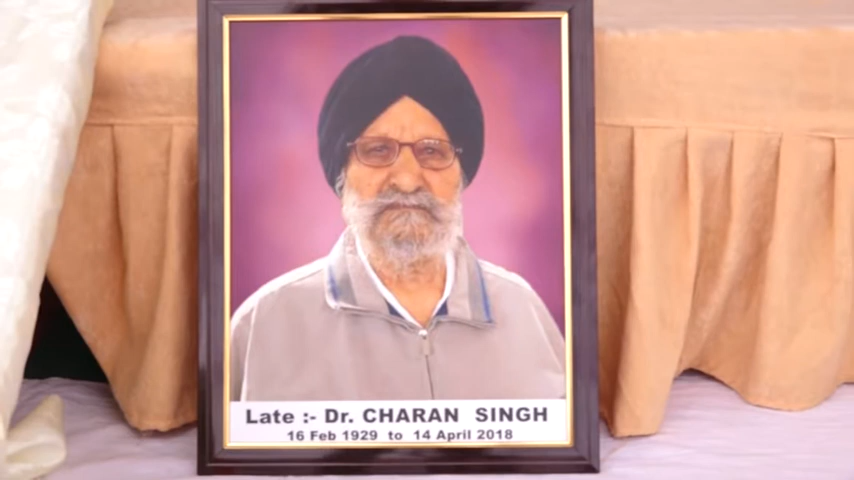 Late :- Dr. CHARAN SINGH
16 Feb 1929 to 14 April 2018